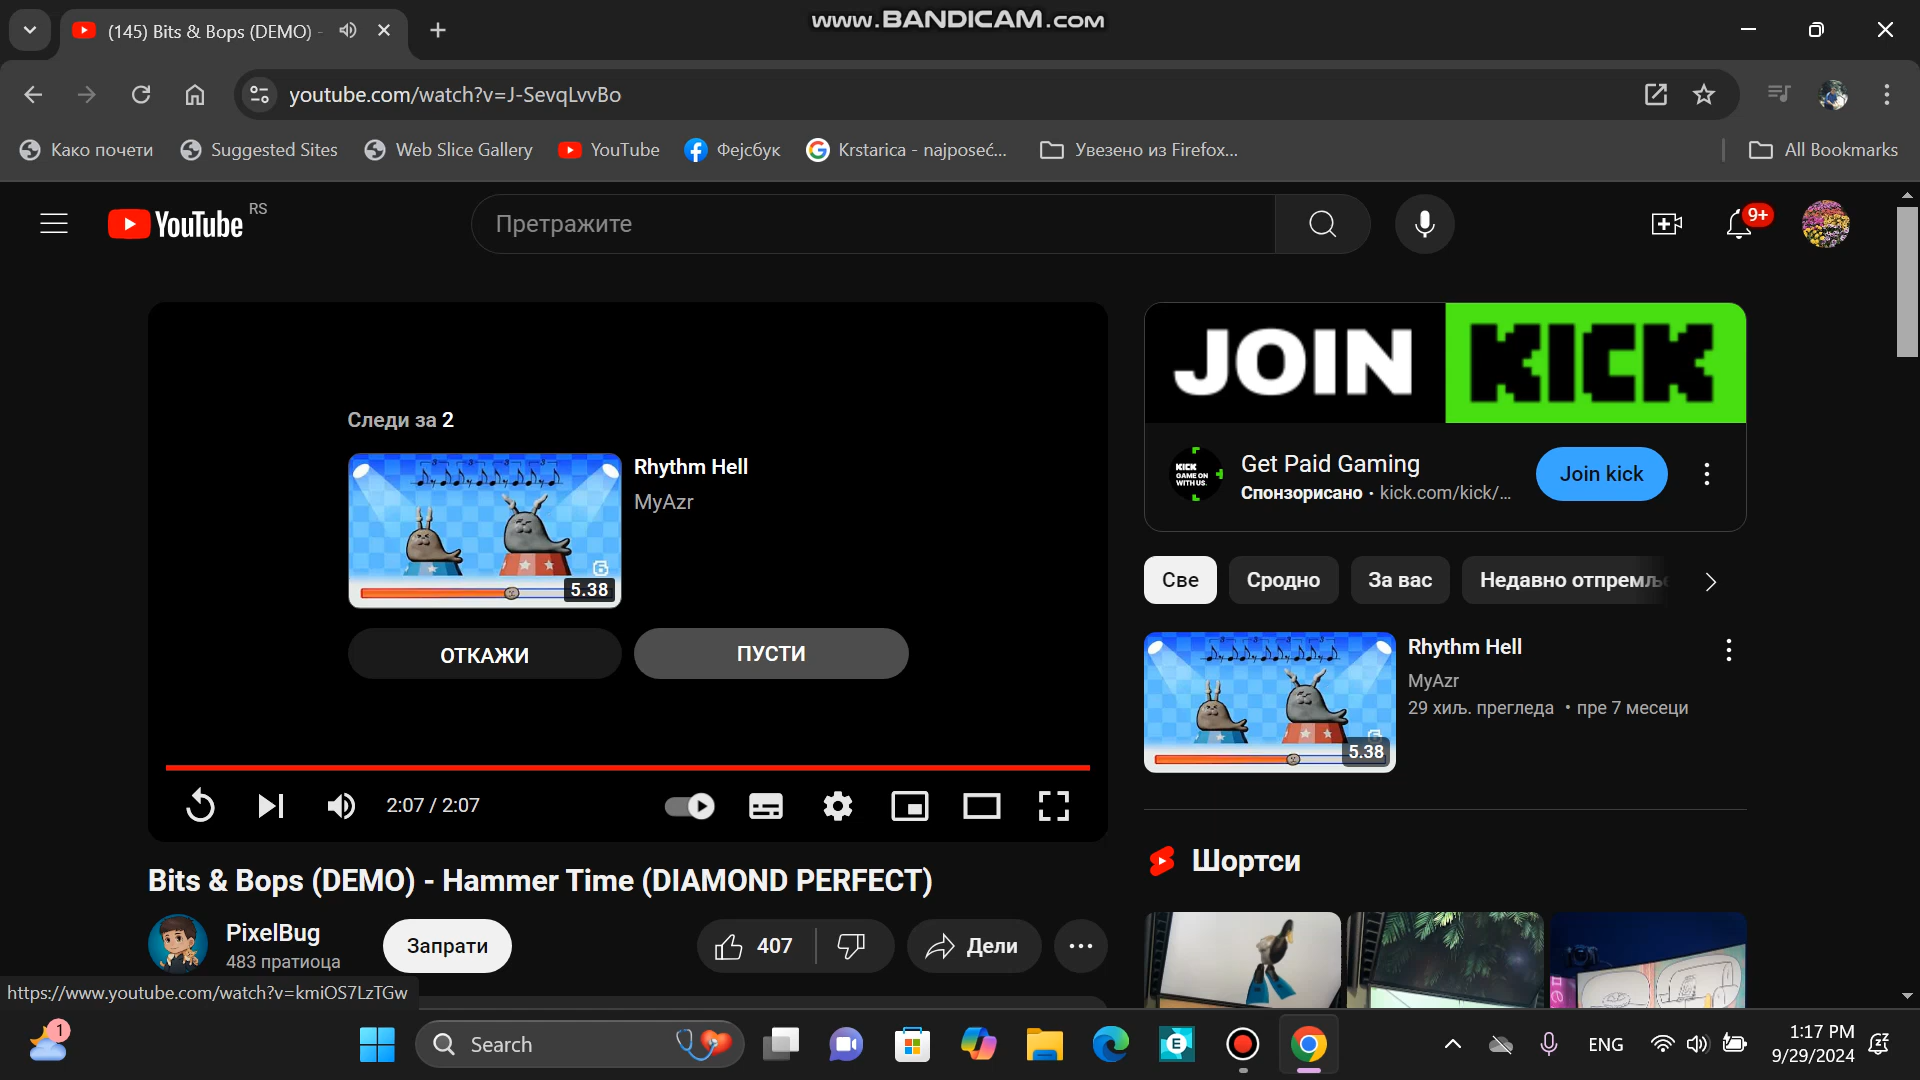 www.BANDICAM.com
(145) Bits & Bops (DEMO) -
youtube.com/watch?v=J-SevqLvvBo
Како почети
Suggested Sites
Web Slice Gallery
YouTube
Фејсбук
Krstarica - najposeć...
Увезено из Firefox...
All Bookmarks
YouTube RS
Претражите
9+
Следи за 2
Rhythm Hell
MyAzr
5.38
ОТКАЖИ
ПУСТИ
2:07 / 2:07
JOIN KICK
KICK
GAME ON
WITH US.
Get Paid Gaming
Спонзорисано · kick.com/kick/...
Join kick
Све
Сродно
За вас
Недавно отпремље
Rhythm Hell
MyAzr
29 хиљ. прегледа • пре 7 месеци
5.38
Шортси
Bits & Bops (DEMO) - Hammer Time (DIAMOND PERFECT)
PixelBug
483 пратиоца
Запрати
407
Дели
https://www.youtube.com/watch?v=kmiOS7LzTGw
1
Search
ENG
1:17 PM
9/29/2024